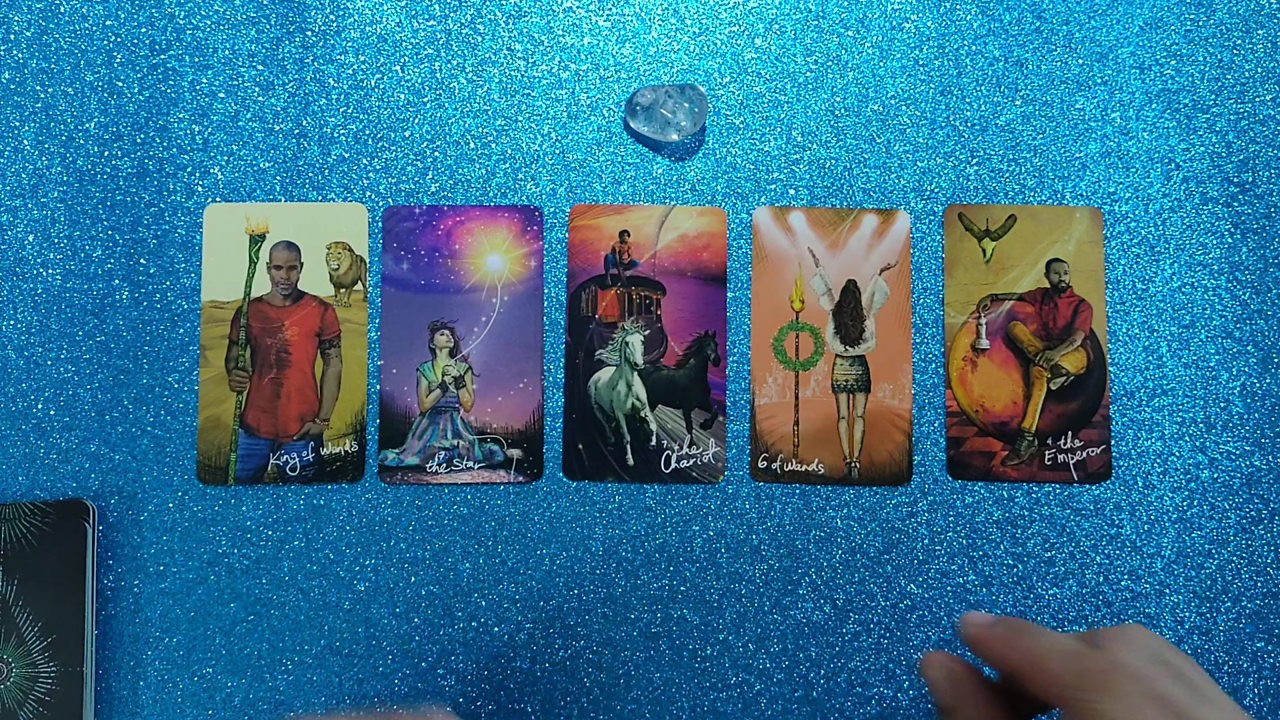 King of Wands
17
the Star
7. the
Chariot
6 of wands
4. the
Emperor